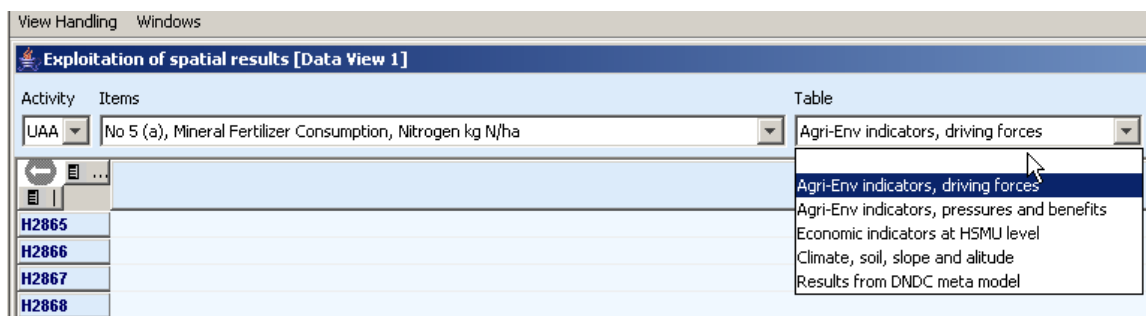 View Handling Windows
Exploitation of spatial results [Data View 1]
Activity Items Table
UAA No 5 (a), Mineral Fertilizer Consumption, Nitrogen kg N/ha Agri-Env indicators, driving forces
...
Agri-Env indicators, driving forces
Agri-Env indicators, pressures and benefits
Economic indicators at HSMU level
Climate, soil, slope and alitude
Results from DNDC meta model
H2865
H2866
H2867
H2868